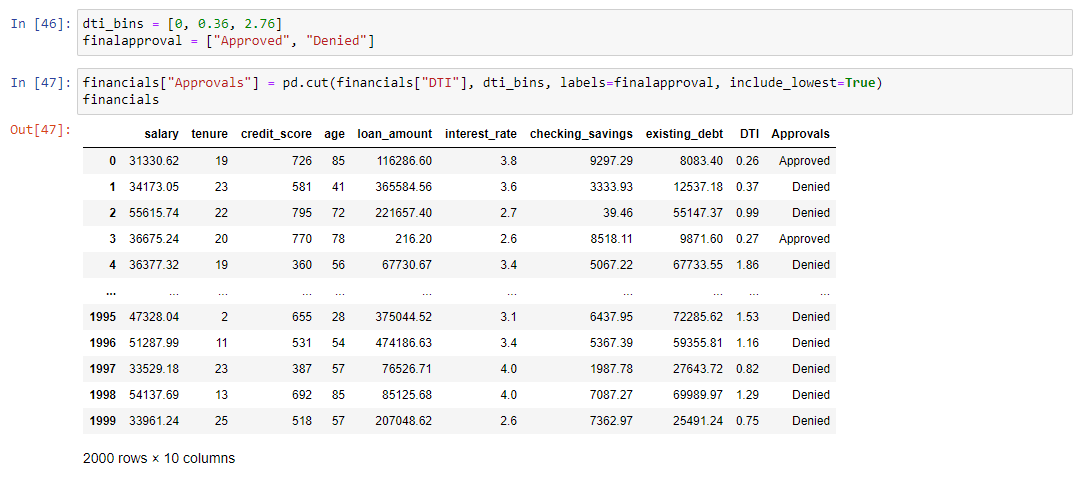 In [46]: dti_bins = [0, 0.36, 2.76]
finalapproval = ["Approved", "Denied"]
In [47]: financials["Approvals"] = pd.cut(financials["DTI"], dti_bins, labels=finalapproval, include_lowest=True)
financials
Out[47]:
salary tenure credit_score age loan_amount interest_rate checking_savings existing_debt DTI Approvals
0 31330.62 19 726 85 116286.60 3.8 9297.29 8083.40 0.26 Approved
1 34173.05 23 581 41 365584.56 3.6 3333.93 12537.18 0.37 Denied
2 55615.74 22 795 72 221657.40 2.7 39.46 55147.37 0.99 Denied
3 36675.24 20 770 78 216.20 2.6 8518.11 9871.60 0.27 Approved
4 36377.32 19 360 56 67730.67 3.4 5067.22 67733.55 1.86 Denied
... ... ... ... ... ... ... ... ... ... ...
1995 47328.04 2 655 28 375044.52 3.1 6437.95 72285.62 1.53 Denied
1996 51287.99 11 531 54 474186.63 3.4 5367.39 59355.81 1.16 Denied
1997 33529.18 23 387 57 76526.71 4.0 1987.78 27643.72 0.82 Denied
1998 54137.69 13 692 85 85125.68 4.0 7087.27 69989.97 1.29 Denied
1999 33961.24 25 518 57 207048.62 2.6 7362.97 25491.24 0.75 Denied
2000 rows × 10 columns